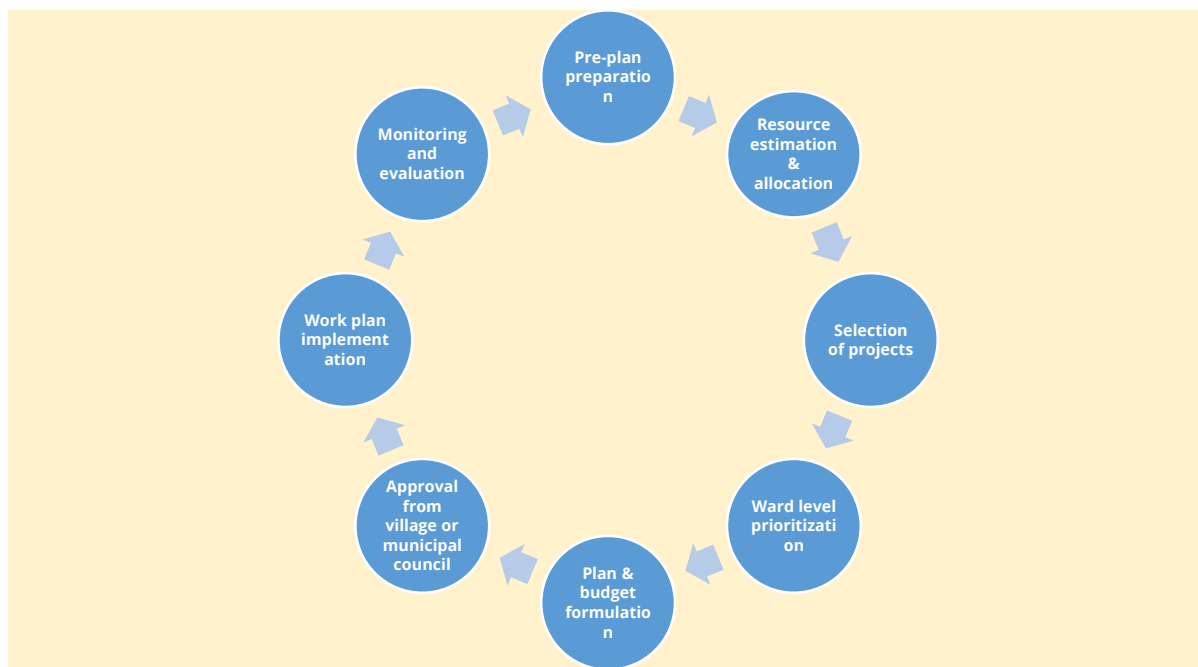 Pre-plan
preparatio
n
Resource
estimation
&
allocation
Selection
of projects
Ward level
prioritizati
on
Plan &
budget
formulatio
n
Approval
from
village or
municipal
council
Work plan
implement
ation
Monitoring
and
evaluation